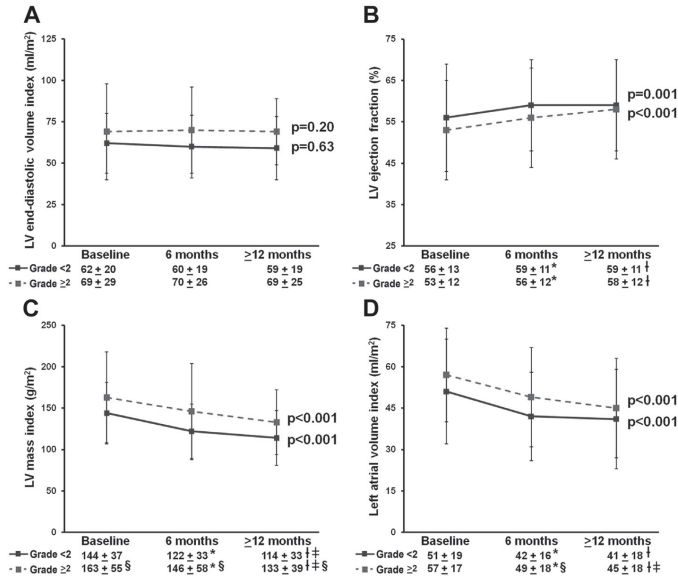 A
LV end-diastolic volume index (ml/m²)
125
100
75
50
25
0
p=0.20
p=0.63
Baseline 6 months ≥12 months
Grade <2 62 ± 20 60 ± 19 59 ± 19
Grade ≥2 69 ± 29 70 ± 26 69 ± 25
B
LV ejection fraction (%)
75
65
55
45
35
25
p=0.001
p<0.001
Baseline 6 months ≥12 months
Grade <2 56 ± 13 59 ± 11* 59 ± 11†
Grade ≥2 53 ± 12 56 ± 12* 58 ± 12†
C
LV mass index (g/m²)
250
200
150
100
50
0
p<0.001
p<0.001
Baseline 6 months ≥12 months
Grade <2 144 ± 37 122 ± 33* 114 ± 33†‡
Grade ≥2 163 ± 55§ 146 ± 58*§ 133 ± 39†‡§
D
Left atrial volume index (ml/m²)
75
60
45
30
15
0
p<0.001
p<0.001
Baseline 6 months ≥12 months
Grade <2 51 ± 19 42 ± 16* 41 ± 18†
Grade ≥2 57 ± 17 49 ± 18*§ 45 ± 18†‡